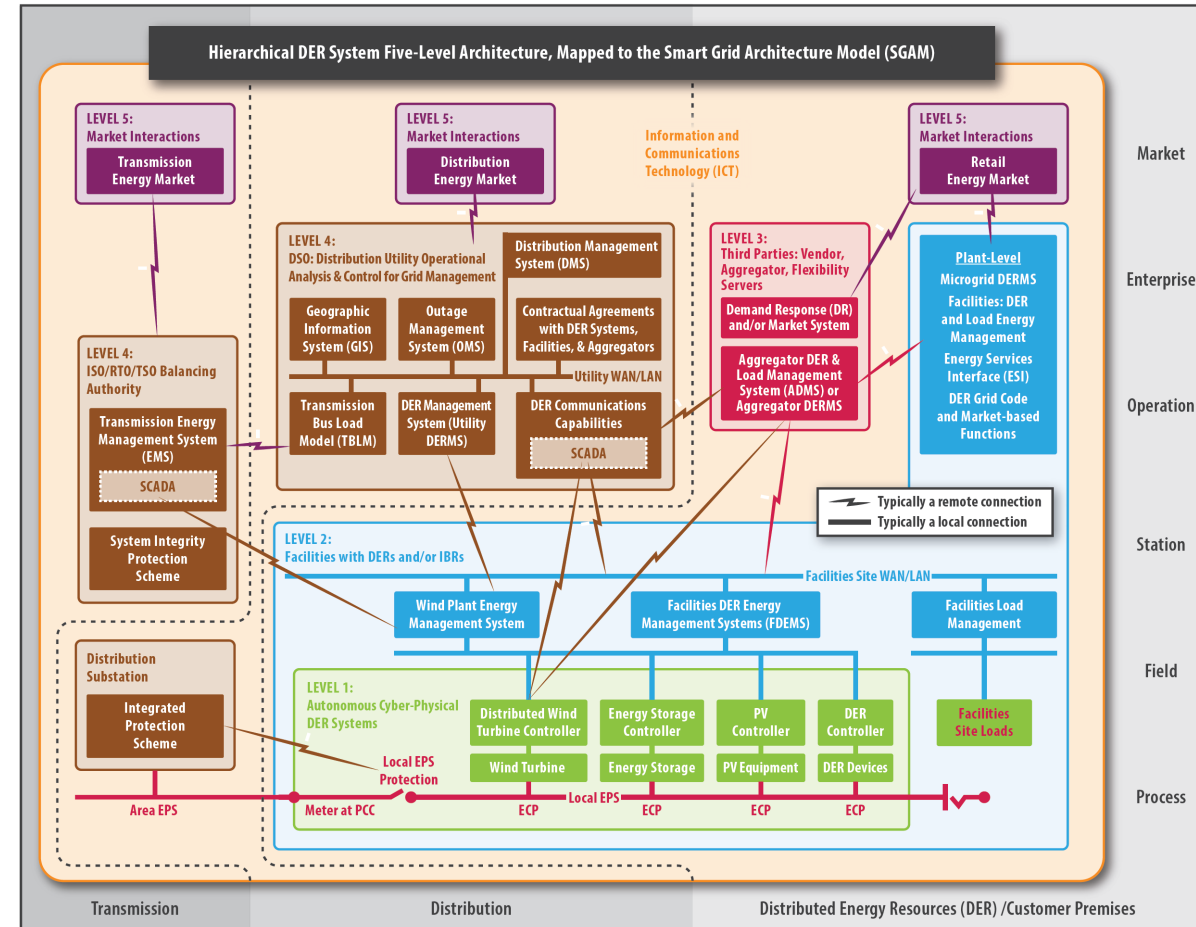 Hierarchical DER System Five-Level Architecture, Mapped to the Smart Grid Architecture Model (SGAM)
LEVEL 5:
Market Interactions
Transmission
Energy Market
LEVEL 5:
Market Interactions
Distribution
Energy Market
Information and
Communications
Technology (ICT)
LEVEL 5:
Market Interactions
Retail
Energy Market
Market
LEVEL 4:
DSO: Distribution Utility Operational
Analysis & Control for Grid Management
Distribution Management
System (DMS)
Geographic
Information
System (GIS)
Outage
Management
System (OMS)
Contractual Agreements
with DER Systems,
Facilities, & Aggregators
Utility WAN/LAN
Transmission
Bus Load
Model (TBLM)
DER Management
System (Utility
DERMS)
DER Communications
Capabilities
SCADA
LEVEL 3:
Third Parties: Vendor,
Aggregator, Flexibility
Servers
Demand Response (DR)
and/or Market System
Aggregator DER &
Load Management
System (ADMS) or
Aggregator DERMS
Plant-Level
Microgrid DERMS
Facilities: DER
and Load Energy
Management
Energy Services
Interface (ESI)
DER Grid Code
and Market-based
Functions
Enterprise
Operation
LEVEL 4:
ISO/RTO/TSO Balancing
Authority
Transmission Energy
Management System
(EMS)
SCADA
System Integrity
Protection
Scheme
Typically a remote connection
Typically a local connection
Station
LEVEL 2:
Facilities with DERs and/or IBRs
Facilities Site WAN/LAN
Wind Plant Energy
Management System
Facilities DER Energy
Management Systems (FDEMS)
Facilities Load
Management
Distribution
Substation
Integrated
Protection
Scheme
LEVEL 1:
Autonomous Cyber-Physical
DER Systems
Distributed Wind
Turbine Controller
Energy Storage
Controller
PV
Controller
DER
Controller
Facilities
Site Loads
Field
Wind Turbine
Energy Storage
PV Equipment
DER Devices
Local EPS
Protection
Area EPS
Meter at PCC
Local EPS
ECP
ECP
ECP
ECP
Process
Transmission
Distribution
Distributed Energy Resources (DER) /Customer Premises